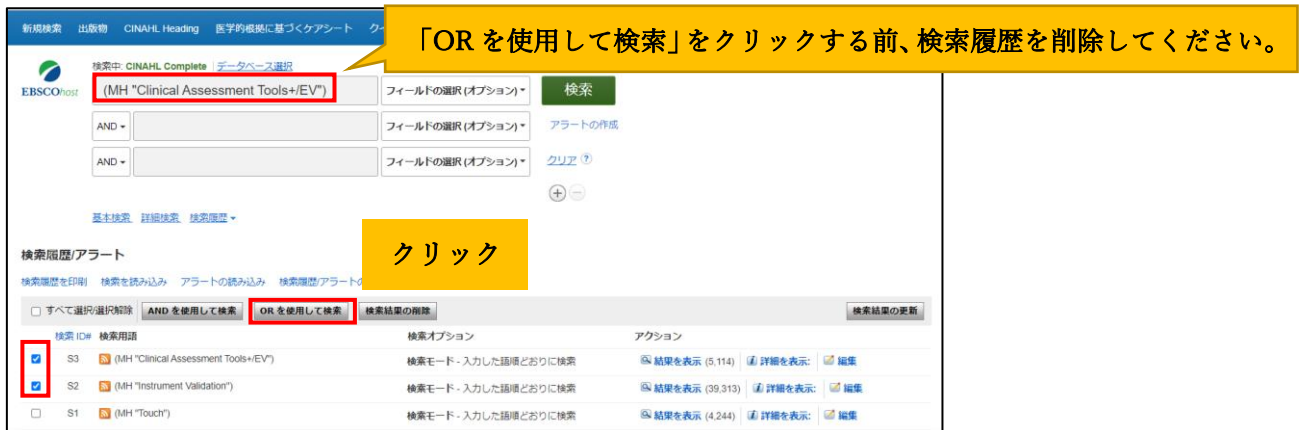 新規検索 出版物 CINAHL Heading 医学的根拠に基づくケアシート
「OR を使用して検索」をクリックする前、検索履歴を削除してください。
検索中: CINAHL Complete データベース選択
EBSCOhost
(MH "Clinical Assessment Tools+/EV") フィールドの選択 (オプション) 検索
AND フィールドの選択 (オプション) アラートの作成
AND フィールドの選択 (オプション) クリア ?
基本検索 詳細検索 検索履歴
クリック
検索履歴/アラート
検索履歴を印刷 検索を読み込み アラートの読み込み 検索履歴/アラートの
すべて選択/選択解除 AND を使用して検索 OR を使用して検索 検索結果の削除 検索結果の更新
検索 ID# 検索用語 検索オプション アクション
S3 (MH "Clinical Assessment Tools+/EV") 検索モード - 入力した語順どおりに検索 結果を表示 (5,114) 詳細を表示: 編集
S2 (MH "Instrument Validation") 検索モード - 入力した語順どおりに検索 結果を表示 (39,313) 詳細を表示: 編集
S1 (MH "Touch") 検索モード - 入力した語順どおりに検索 結果を表示 (4,244) 詳細を表示: 編集